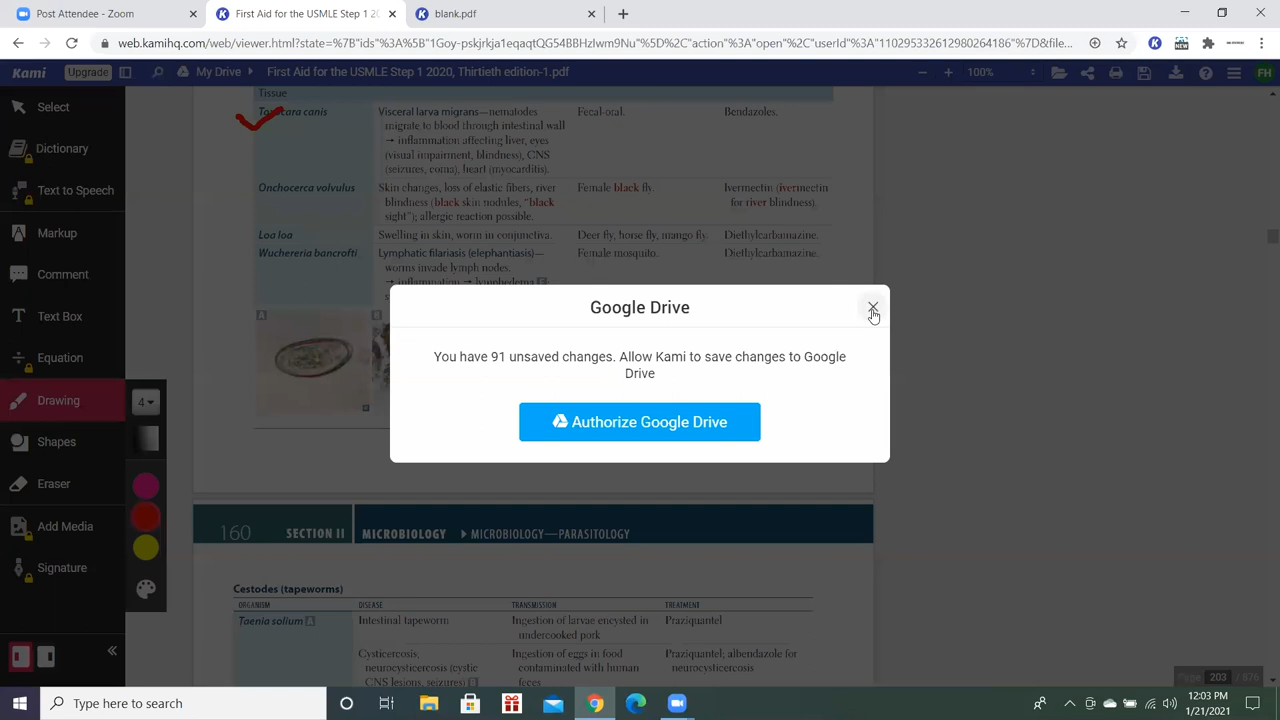 Post Attendee - Zoom
First Aid for the USMLE Step 1 20
blank.pdf
web.kamihq.com/web/viewer.html?state=%7B"ids"%3A%5B"1Goy-pskhkja1eqaqtQG54BBHzIwm9Nu"%5D%2C"action"%3A"open"%2C"userId"%3A"110295332612980264186"%7D&file...
Kami
Upgrade
My Drive
First Aid for the USMLE Step 1 2020, Thirtieth edition-1.pdf
100%
FH
Select
Dictionary
Text to Speech
Markup
Comment
Text Box
Equation
Drawing
Shapes
Eraser
Add Media
Signature
4
Tissue
Toxocara canis
Visceral larva migrans—nematodes
migrate to blood through intestinal wall
→ inflammation affecting liver, eyes
(visual impairment, blindness), CNS
(seizures, coma), heart (myocarditis).
Fecal-oral.
Bendazoles.
Onchocerca volvulus
Skin changes, loss of elastic fibers, river
blindness (black skin nodules, "black
sight"); allergic reaction possible.
Female black fly.
Ivermectin (ivermectin
for river blindness).
Loa loa
Swelling in skin, worm in conjunctiva.
Deer fly, horse fly, mango fly.
Diethylcarbamazine.
Wuchereria bancrofti
Lymphatic filariasis (elephantiasis)—
worms invade lymph nodes.
→ inflammation → lymphedema
Female mosquito.
Diethylcarbamazine.
A
Google Drive
You have 91 unsaved changes. Allow Kami to save changes to Google
Drive
Authorize Google Drive
160
SECTION II
MICROBIOLOGY
MICROBIOLOGY—PARASITOLOGY
Cestodes (tapeworms)
ORGANISM
DISEASE
TRANSMISSION
TREATMENT
Taenia solium A
Intestinal tapeworm
Ingestion of larvae encysted in
undercooked pork
Praziquantel
Cysticercosis,
neurocysticercosis (cystic
CNS lesions, seizures)
Ingestion of eggs in food
contaminated with human
feces
Praziquantel; albendazole for
neurocysticercosis
Page 203 / 876
Type here to search
12:03 PM
1/21/2021